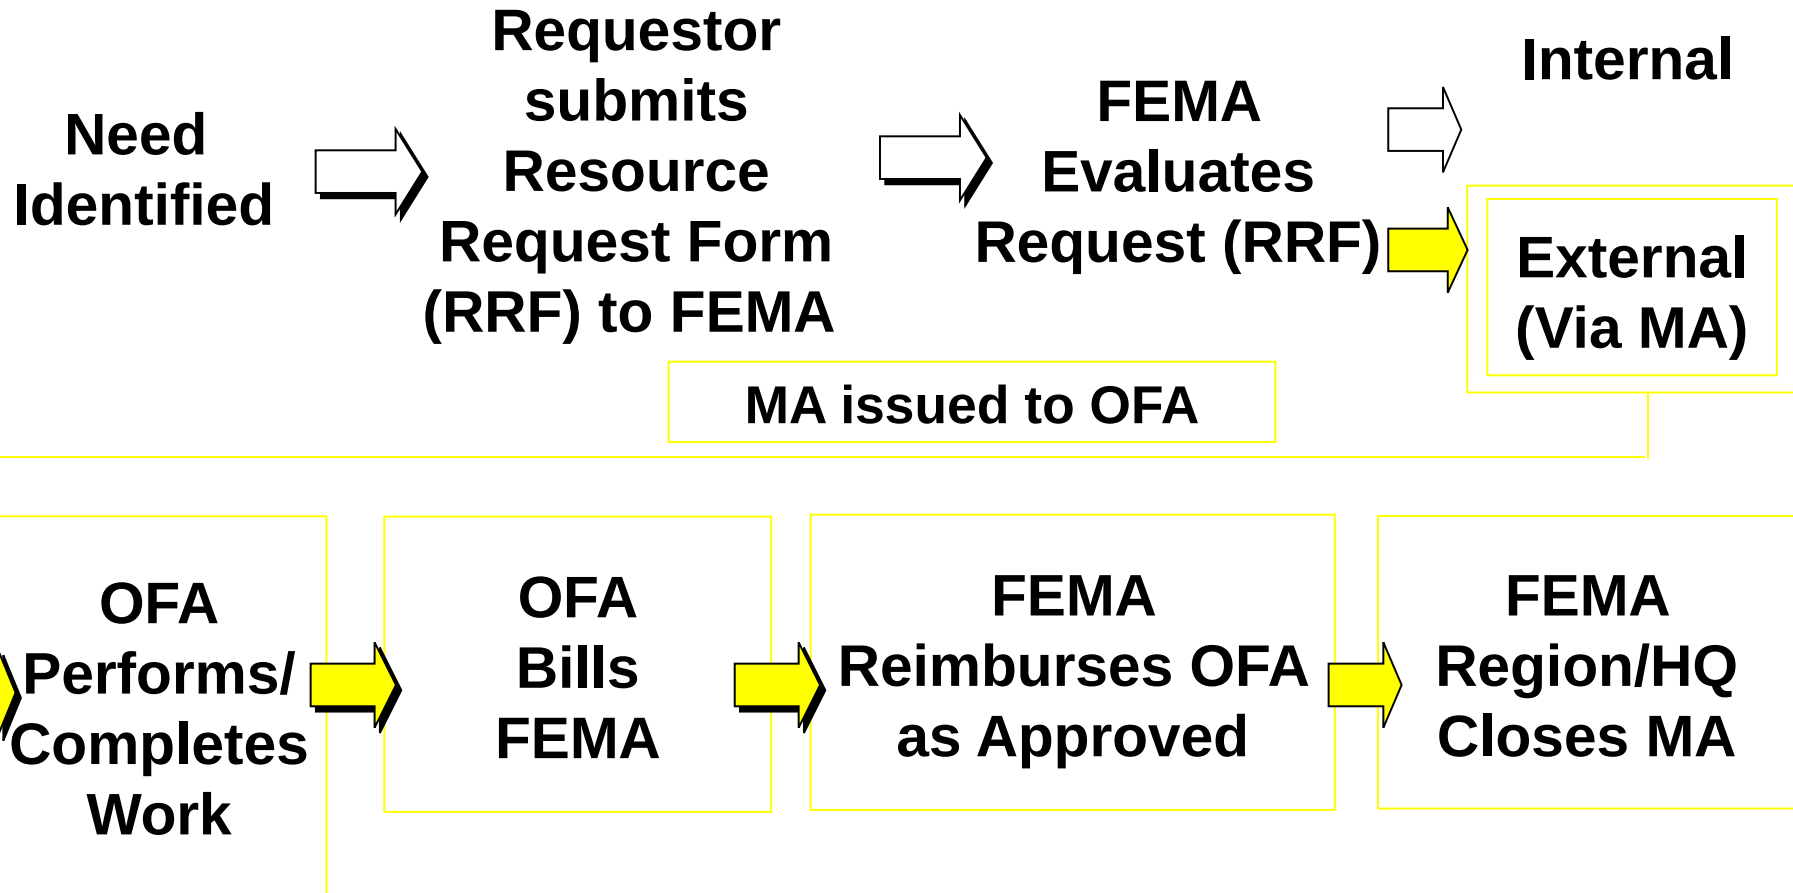 Need
Identified
Requestor
submits
Resource
Request Form
(RRF) to FEMA
FEMA
Evaluates
Request (RRF)
Internal
External
(Via MA)
MA issued to OFA
OFA
Performs/
Completes
Work
OFA
Bills
FEMA
FEMA
Reimburses OFA
as Approved
FEMA
Region/HQ
Closes MA